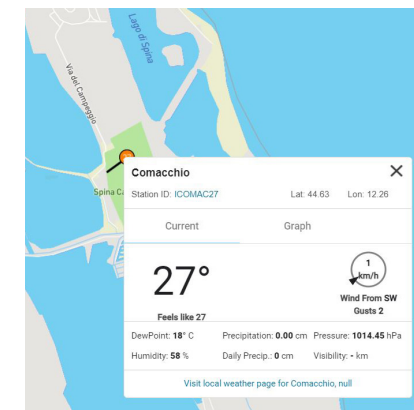 Lago di Spina
Via del Campeggio
Spina
Comacchio
Station ID: ICOMAC27 Lat: 44.63 Lon: 12.26
Current Graph
27°
Feels like 27
1
km/h
Wind From SW
Gusts 2
DewPoint: 18° C Precipitation: 0.00 cm Pressure: 1014.45 hPa
Humidity: 58 % Daily Precip.: 0 cm Visibility: - km
Visit local weather page for Comacchio, null